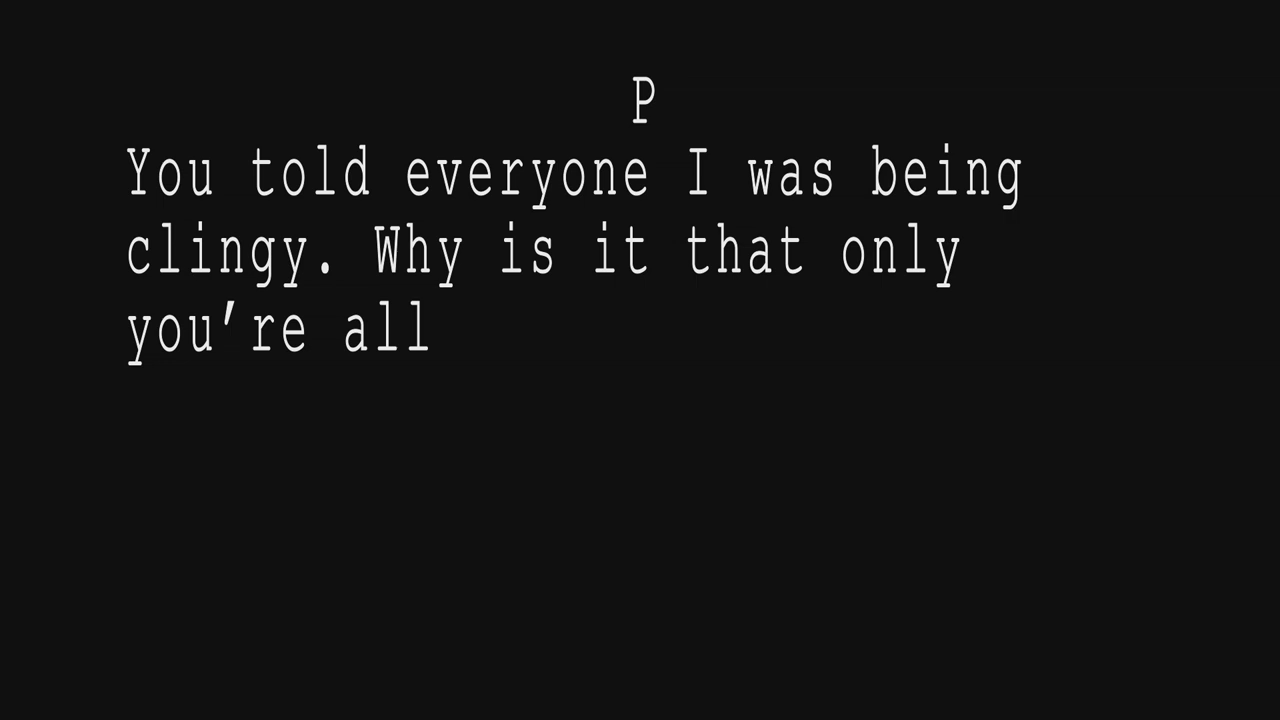 P
You told everyone I was being
clingy. Why is it that only
you’re all